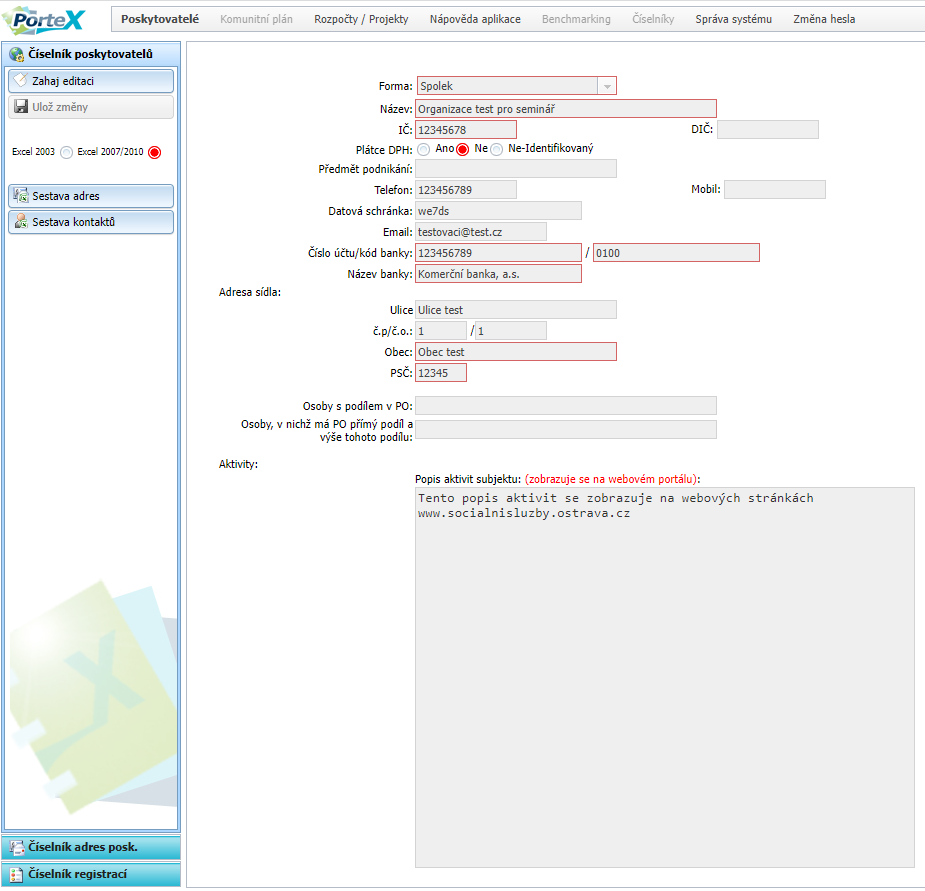 PorteX
Poskytovatelé Komunitní plán Rozpočty / Projekty Nápověda aplikace Benchmarking Číselníky Správa systému Změna hesla
Číselník poskytovatelů
Zahaj editaci
Ulož změny
Excel 2003 Excel 2007/2010
Sestava adres
Sestava kontaktů
Forma: Spolek
Název: Organizace test pro seminář
IČ: 12345678 DIČ:
Plátce DPH: Ano Ne Ne-Identifikovaný
Předmět podnikání:
Telefon: 123456789 Mobil:
Datová schránka: we7ds
Email: testovaci@test.cz
Číslo účtu/kód banky: 123456789 / 0100
Název banky: Komerční banka, a.s.
Adresa sídla:
Ulice Ulice test
č.p/č.o.: 1 / 1
Obec: Obec test
PSČ: 12345
Osoby s podílem v PO:
Osoby, v nichž má PO přímý podíl a
výše tohoto podílu:
Aktivity:
Popis aktivit subjektu: (zobrazuje se na webovém portálu):
Tento popis aktivit se zobrazuje na webových stránkách
www.socialnisluzby.ostrava.cz
X
Číselník adres posk.
Číselník registrací